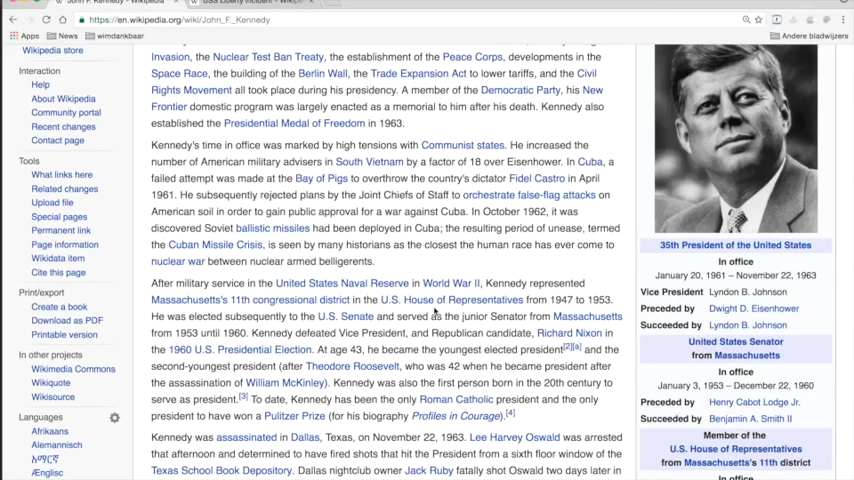 John F. Kennedy - Wikipedia
USS Liberty incident - Wikipe
https://en.wikipedia.org/wiki/John_F._Kennedy
Apps News wimdankbaar Andere bladwijzers
Wikipedia store
Interaction
Help
About Wikipedia
Community portal
Recent changes
Contact page
Tools
What links here
Related changes
Upload file
Special pages
Permanent link
Page information
Wikidata item
Cite this page
Print/export
Create a book
Download as PDF
Printable version
In other projects
Wikimedia Commons
Wikiquote
Wikisource
Languages
Afrikaans
Alemannisch
አማርኛ
Ænglisc
Invasion, the Nuclear Test Ban Treaty, the establishment of the Peace Corps, developments in the
Space Race, the building of the Berlin Wall, the Trade Expansion Act to lower tariffs, and the Civil
Rights Movement all took place during his presidency. A member of the Democratic Party, his New
Frontier domestic program was largely enacted as a memorial to him after his death. Kennedy also
established the Presidential Medal of Freedom in 1963.
Kennedy's time in office was marked by high tensions with Communist states. He increased the
number of American military advisers in South Vietnam by a factor of 18 over Eisenhower. In Cuba, a
failed attempt was made at the Bay of Pigs to overthrow the country's dictator Fidel Castro in April
1961. He subsequently rejected plans by the Joint Chiefs of Staff to orchestrate false-flag attacks on
American soil in order to gain public approval for a war against Cuba. In October 1962, it was
discovered Soviet ballistic missiles had been deployed in Cuba; the resulting period of unease, termed
the Cuban Missile Crisis, is seen by many historians as the closest the human race has ever come to
nuclear war between nuclear armed belligerents.
After military service in the United States Naval Reserve in World War II, Kennedy represented
Massachusetts's 11th congressional district in the U.S. House of Representatives from 1947 to 1953.
He was elected subsequently to the U.S. Senate and served as the junior Senator from Massachusetts
from 1953 until 1960. Kennedy defeated Vice President, and Republican candidate, Richard Nixon in
the 1960 U.S. Presidential Election. At age 43, he became the youngest elected president[2][a] and the
second-youngest president (after Theodore Roosevelt, who was 42 when he became president after
the assassination of William McKinley). Kennedy was also the first person born in the 20th century to
serve as president.[3] To date, Kennedy has been the only Roman Catholic president and the only
president to have won a Pulitzer Prize (for his biography Profiles in Courage).[4]
Kennedy was assassinated in Dallas, Texas, on November 22, 1963. Lee Harvey Oswald was arrested
that afternoon and determined to have fired shots that hit the President from a sixth floor window of the
Texas School Book Depository. Dallas nightclub owner Jack Ruby fatally shot Oswald two days later in
35th President of the United States
In office
January 20, 1961 – November 22, 1963
Vice President Lyndon B. Johnson
Preceded by Dwight D. Eisenhower
Succeeded by Lyndon B. Johnson
United States Senator
from Massachusetts
In office
January 3, 1953 – December 22, 1960
Preceded by Henry Cabot Lodge Jr.
Succeeded by Benjamin A. Smith II
Member of the
U.S. House of Representatives
from Massachusetts's 11th district
In office